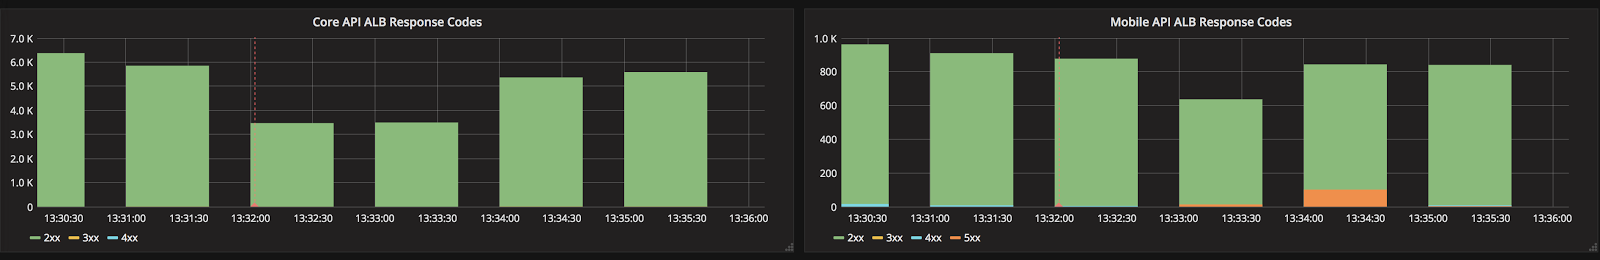 Core API ALB Response Codes
7.0 K
6.0 K
5.0 K
4.0 K
3.0 K
2.0 K
1.0 K
0
13:30:30 13:31:00 13:31:30 13:32:00 13:32:30 13:33:00 13:33:30 13:34:00 13:34:30 13:35:00 13:35:30 13:36:00
2xx 3xx 4xx
Mobile API ALB Response Codes
1.0 K
800
600
400
200
0
13:30:30 13:31:00 13:31:30 13:32:00 13:32:30 13:33:00 13:33:30 13:34:00 13:34:30 13:35:00 13:35:30 13:36:00
2xx 3xx 4xx 5xx